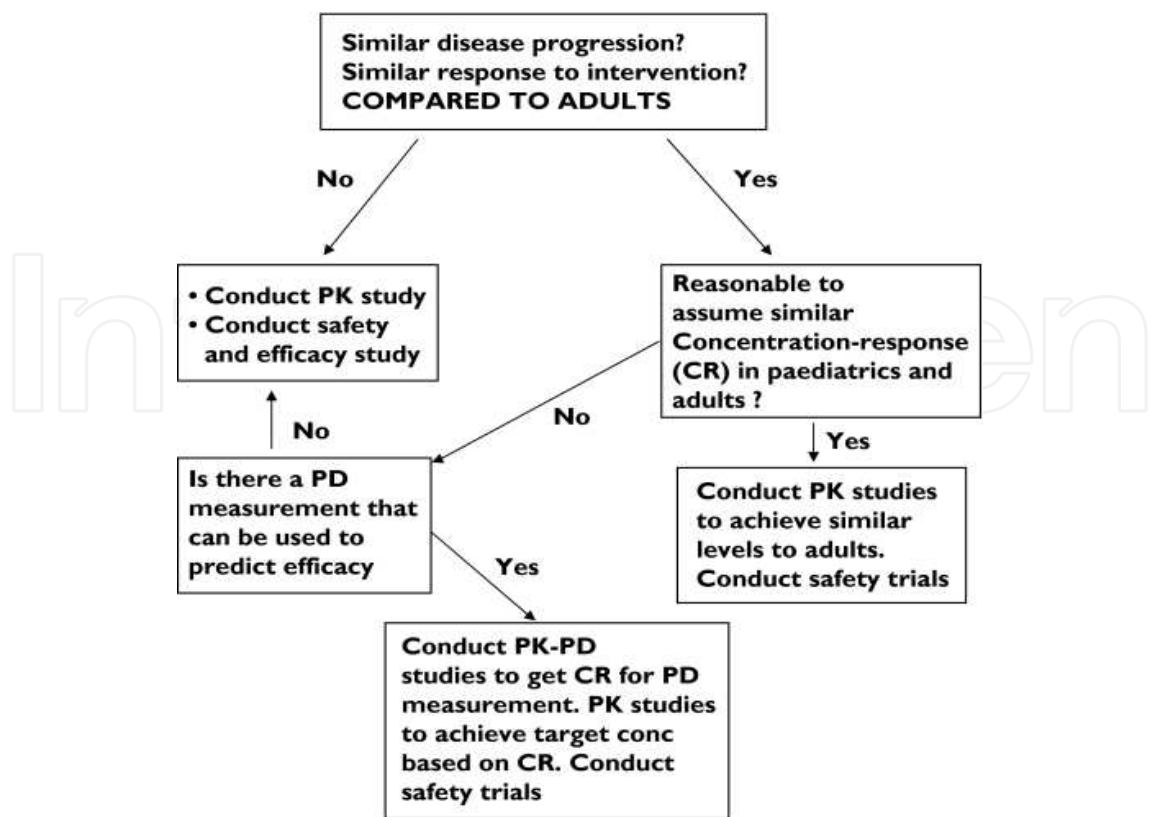 Similar disease progression?
Similar response to intervention?
COMPARED TO ADULTS
No
Yes
• Conduct PK study
• Conduct safety
and efficacy study
Reasonable to
assume similar
Concentration-response
(CR) in paediatrics and
adults ?
No
No
Yes
Is there a PD
measurement that
can be used to
predict efficacy
Conduct PK studies
to achieve similar
levels to adults.
Conduct safety trials
Yes
Conduct PK-PD
studies to get CR for PD
measurement. PK studies
to achieve target conc
based on CR. Conduct
safety trials